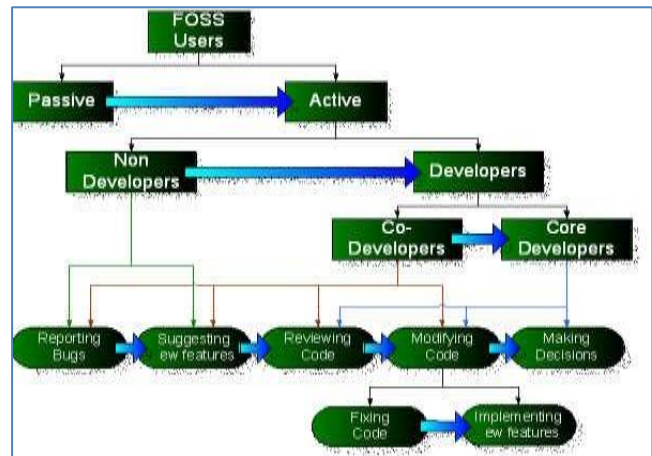 FOSS
Users
Passive
Active
Non
Developers
Developers
Co-
Developers
Core
Developers
Reporting
Bugs
Suggesting
ew features
Reviewing
Code
Modifying
Code
Making
Decisions
Fixing
Code
Implementing
ew features